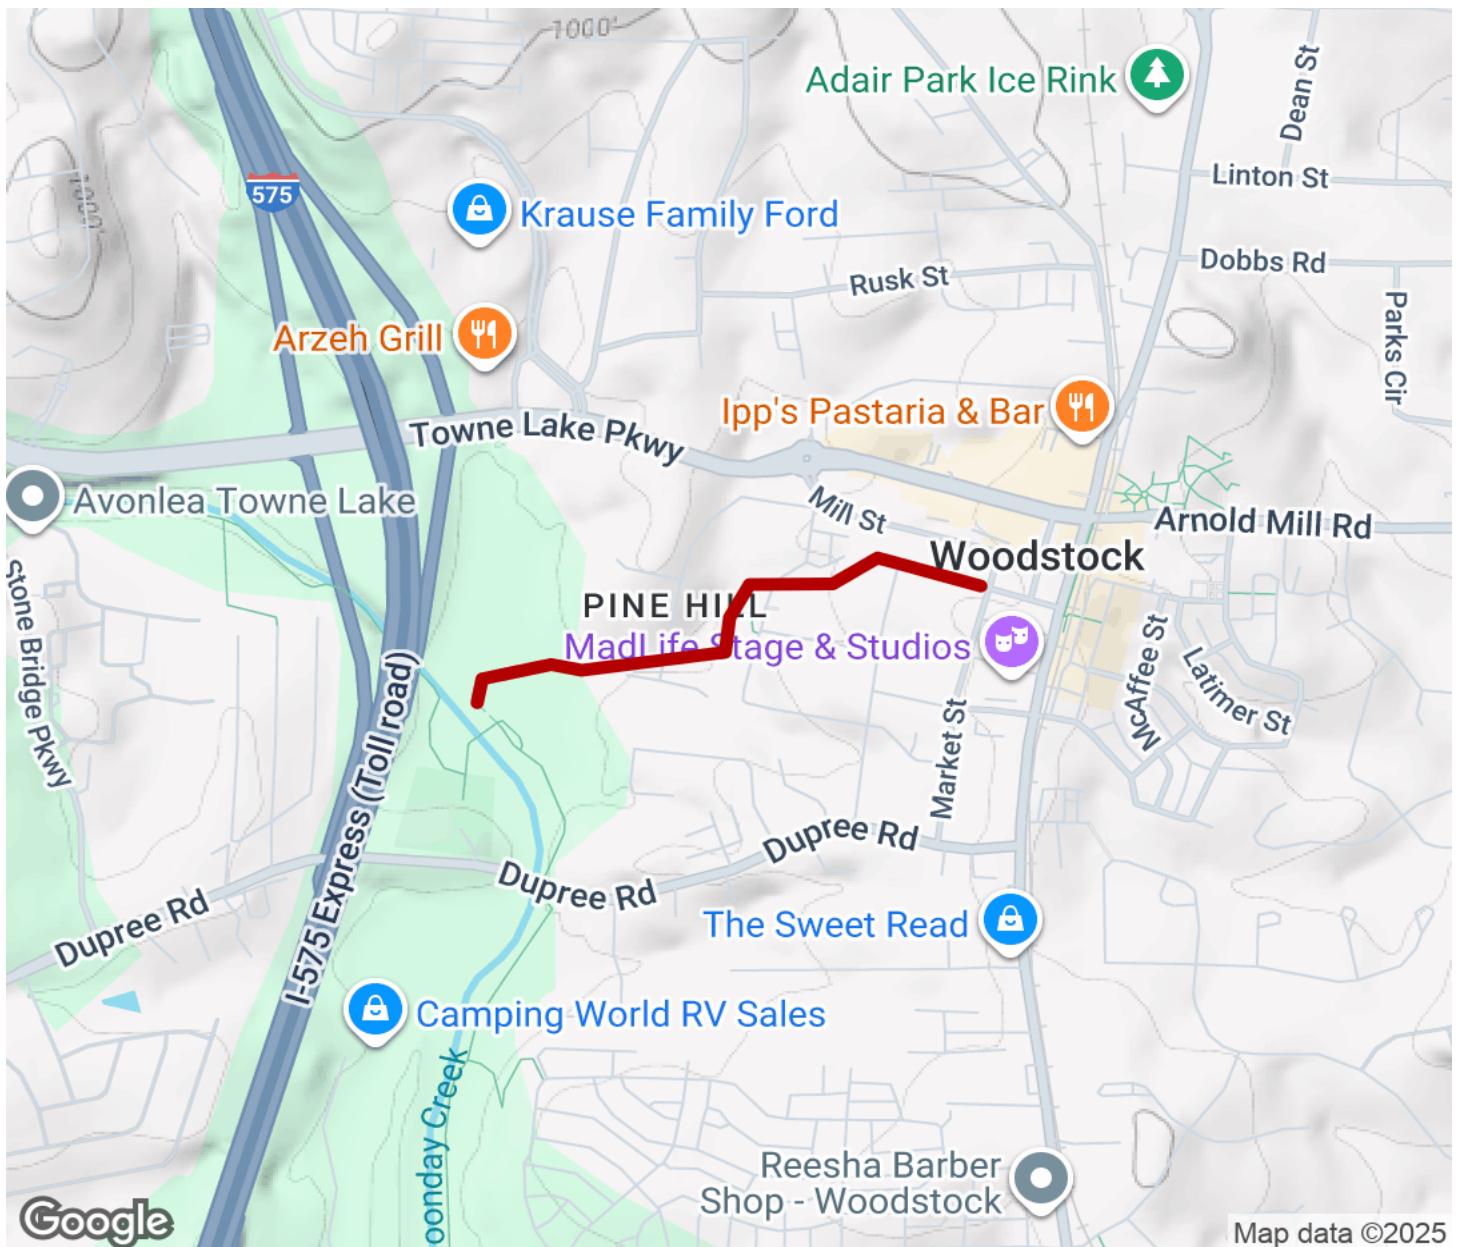 1000'
Adair Park Ice Rink
Dean St
Linton St
575
1000'
Krause Family Ford
Dobbs Rd
Rusk St
Parks Cir
Arzeh Grill
Ipp's Pastaria & Bar
Towne Lake Pkwy
Avonlea Towne Lake
Mill St
Arnold Mill Rd
Woodstock
PINE HILL
MadLife Stage & Studios
Stone Bridge Pkwy
McAffee St
Latimer St
I-575 Express (Toll road)
Market St
Dupree Rd
Dupree Rd
Dupree Rd
The Sweet Read
Camping World RV Sales
oonday Creek
Reesha Barber
Shop - Woodstock
Google
Map data ©2025